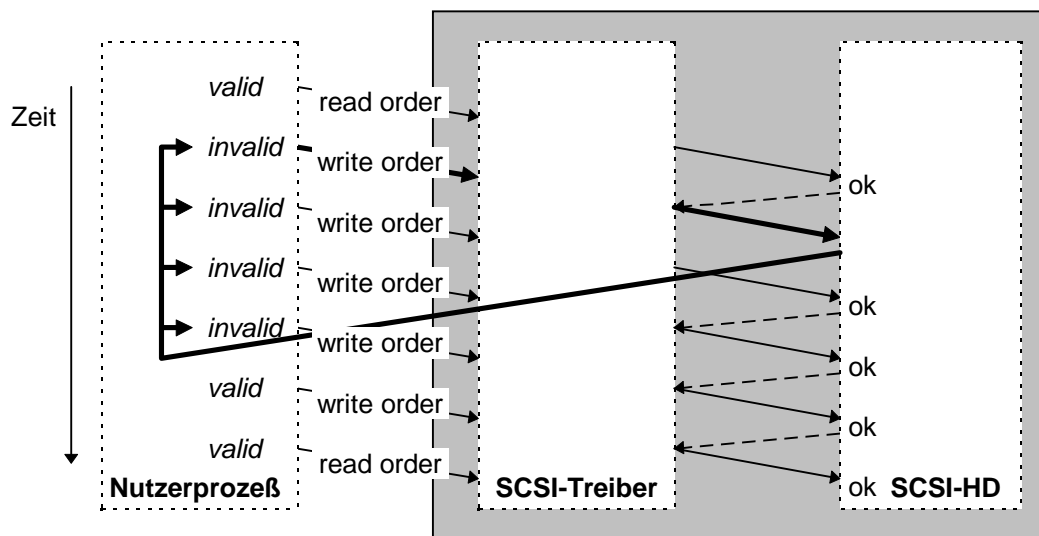 valid
read order
Zeit
invalid
write order
ok
invalid
write order
invalid
write order
ok
invalid
write order
ok
valid
write order
ok
valid
read order
Nutzerprozeß
SCSI-Treiber
ok
SCSI-HD